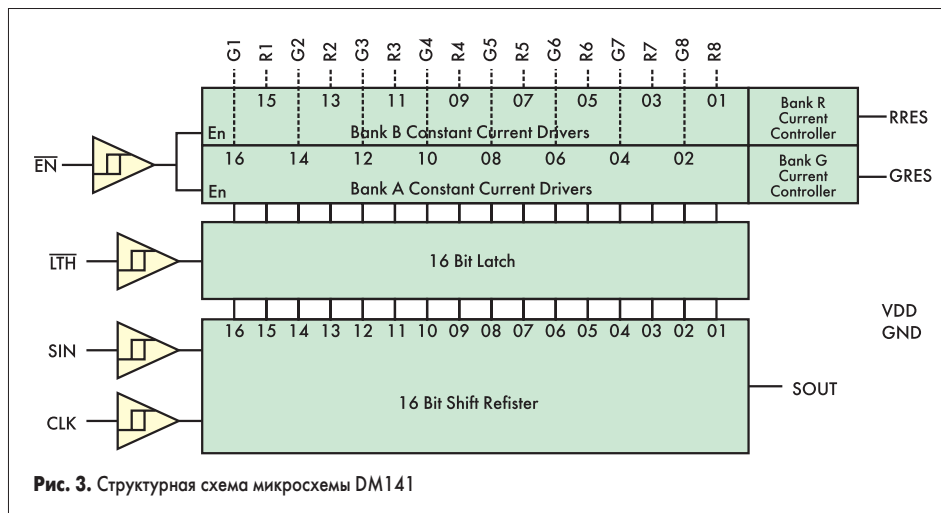 G1 R1 G2 R2 G3 R3 G4 R4 G5 R5 G6 R6 G7 R7 G8 R8
15 13 11 09 07 05 03 01
En Bank B Constant Current Drivers
Bank R
Current
Controller
RRES
EN
16 14 12 10 08 06 04 02
En Bank A Constant Current Drivers
Bank G
Current
Controller
GRES
LTH
16 Bit Latch
VDD
GND
16 15 14 13 12 11 10 09 08 07 06 05 04 03 02 01
SIN
16 Bit Shift Refister
SOUT
CLK
Рис. 3. Структурная схема микросхемы DM141